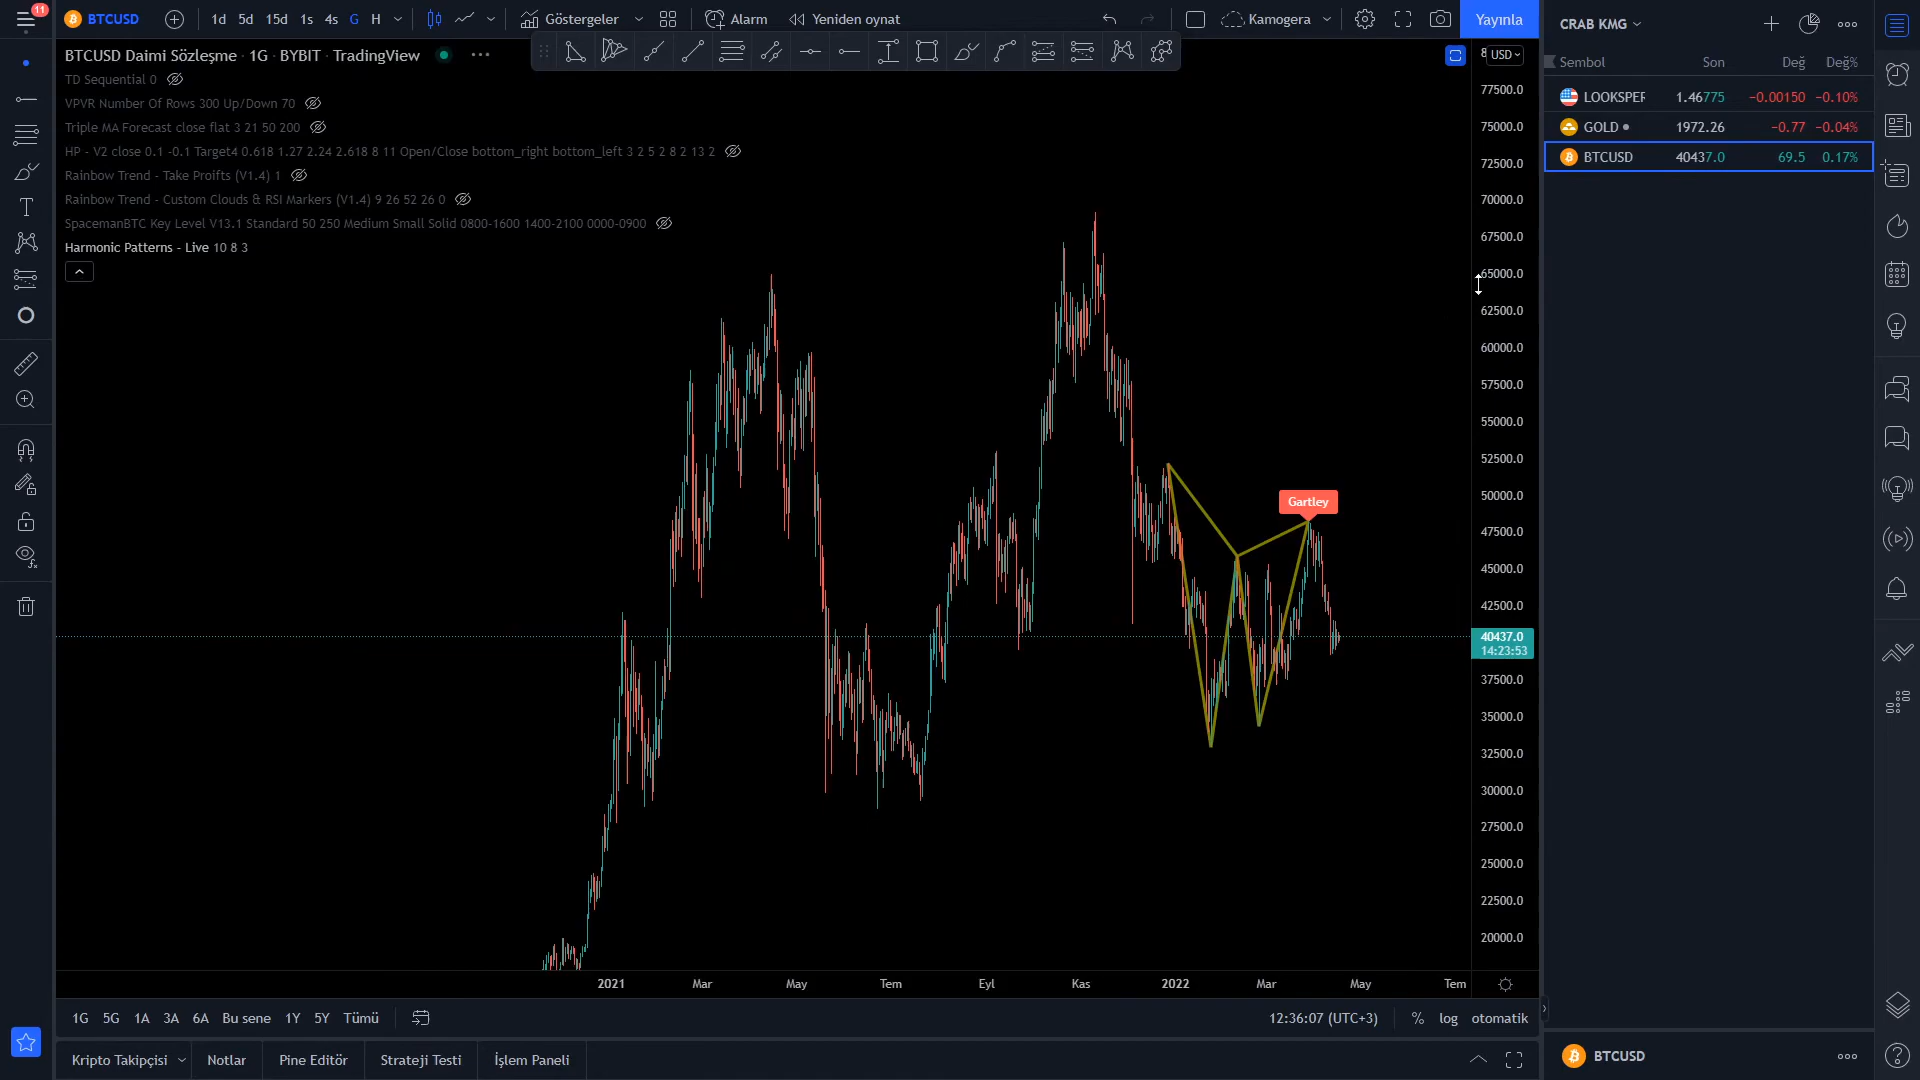 11
BTCUSD
1d 5d 15d 1s 4s G H
Göstergeler
Alarm
Yeniden oynat
Kamogera
Yayınla
BTCUSD Daimi Sözleşme · 1G · BYBIT · TradingView
TD Sequential 0
VPVR Number Of Rows 300 Up/Down 70
Triple MA Forecast close flat 3 21 50 200
HP - V2 close 0.1 -0.1 Target4 0.618 1.27 2.24 2.618 8 11 Open/Close bottom_right bottom_left 3 2 5 2 8 2 13 2
Rainbow Trend - Take Proifts (V1.4) 1
Rainbow Trend - Custom Clouds & RSI Markers (V1.4) 9 26 52 26 0
SpacemanBTC Key Level V13.1 Standard 50 250 Medium Small Solid 0800-1600 1400-2100 0000-0900
Harmonic Patterns - Live 10 8 3
Gartley
8 USD
77500.0
75000.0
72500.0
70000.0
67500.0
65000.0
62500.0
60000.0
57500.0
55000.0
52500.0
50000.0
47500.0
45000.0
42500.0
40437.0
14:23:53
37500.0
35000.0
32500.0
30000.0
27500.0
25000.0
22500.0
20000.0
2021 Mar May Tem Eyl Kas 2022 Mar May Tem
1G 5G 1A 3A 6A Bu sene 1Y 5Y Tümü
12:36:07 (UTC+3) % log otomatik
Kripto Takipçisi Notlar Pine Editör Strateji Testi İşlem Paneli
CRAB KMG
Sembol Son Değ Değ%
LOOKSPER 1.46775 −0.00150 −0.10%
GOLD 1972.26 −0.77 −0.04%
BTCUSD 40437.0 69.5 0.17%
BTCUSD